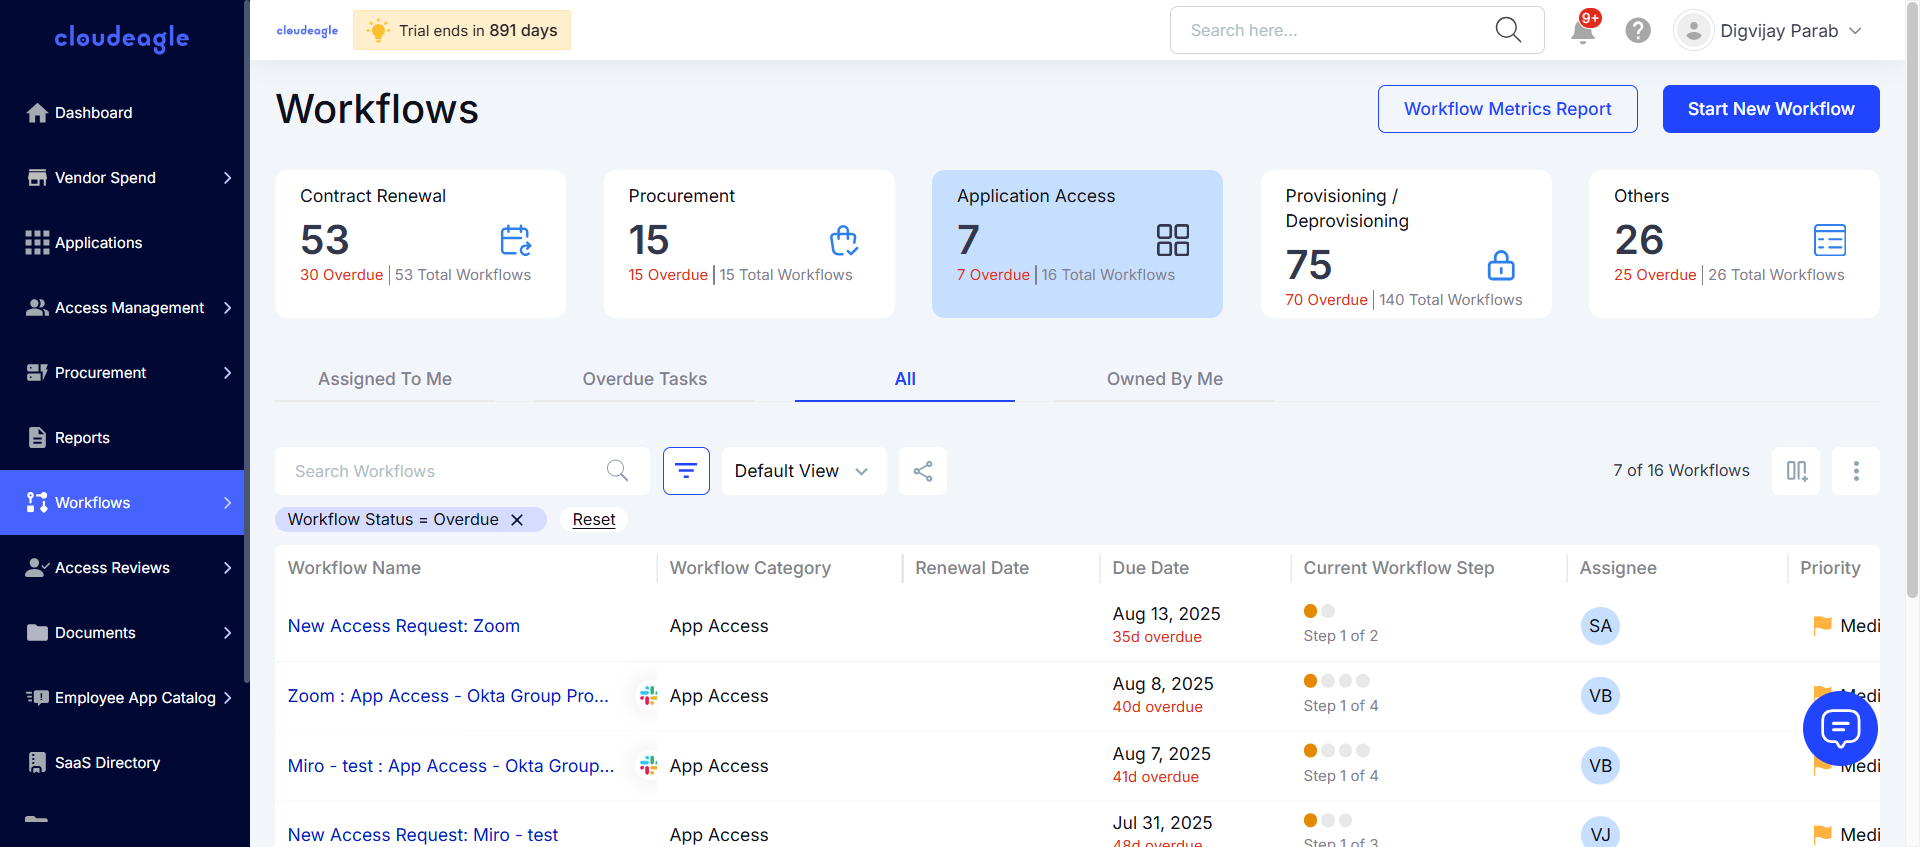 cloudeagle
Dashboard
Vendor Spend
Applications
Access Management
Procurement
Reports
Workflows
Access Reviews
Documents
Employee App Catalog
SaaS Directory
cloudeagle
Trial ends in 891 days
Search here...
9+
Digvijay Parab
Workflows
Workflow Metrics Report
Start New Workflow
Contract Renewal
53
30 Overdue | 53 Total Workflows
Procurement
15
15 Overdue | 15 Total Workflows
Application Access
7
7 Overdue | 16 Total Workflows
Provisioning /
Deprovisioning
75
70 Overdue | 140 Total Workflows
Others
26
25 Overdue | 26 Total Workflows
Assigned To Me
Overdue Tasks
All
Owned By Me
Search Workflows
Default View
7 of 16 Workflows
Workflow Status = Overdue
Reset
Workflow Name Workflow Category Renewal Date Due Date Current Workflow Step Assignee Priority
New Access Request: Zoom App Access Aug 13, 2025 SA Medi
35d overdue Step 1 of 2
Zoom : App Access - Okta Group Pro... App Access Aug 8, 2025 VB Medi
40d overdue Step 1 of 4
Miro - test : App Access - Okta Group... App Access Aug 7, 2025 VB Medi
41d overdue Step 1 of 4
New Access Request: Miro - test App Access Jul 31, 2025 VJ Medi
48d overdue Step 1 of 3